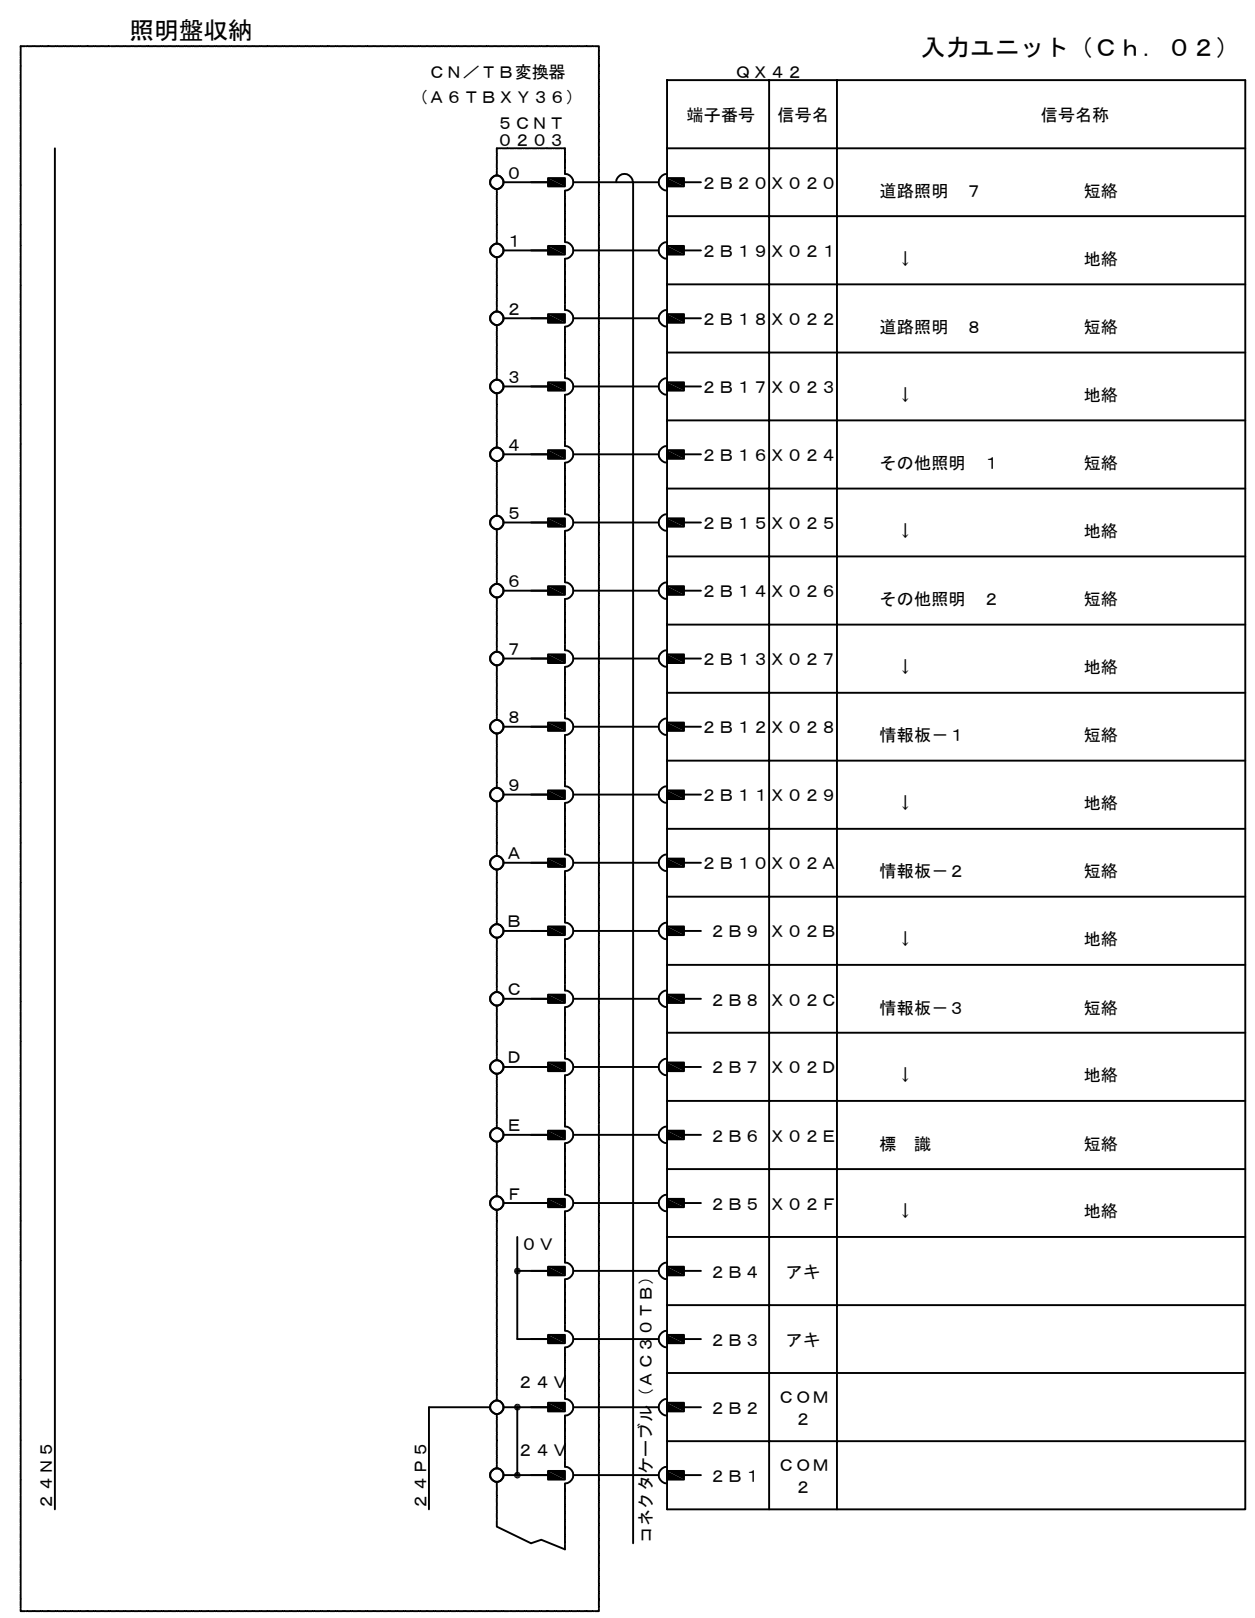 照明盤収納
入力ユニット（Ｃｈ．０２）
ＣＮ／ＴＢ変換器
（Ａ６ＴＢＸＹ３６）
５ＣＮＴ
０２０３
ＱＸ４２
端子番号 信号名 信号名称
０ ２Ｂ２０ Ｘ０２０ 道路照明　７ 短絡
１ ２Ｂ１９ Ｘ０２１ ↓ 地絡
２ ２Ｂ１８ Ｘ０２２ 道路照明　８ 短絡
３ ２Ｂ１７ Ｘ０２３ ↓ 地絡
４ ２Ｂ１６ Ｘ０２４ その他照明　１ 短絡
５ ２Ｂ１５ Ｘ０２５ ↓ 地絡
６ ２Ｂ１４ Ｘ０２６ その他照明　２ 短絡
７ ２Ｂ１３ Ｘ０２７ ↓ 地絡
８ ２Ｂ１２ Ｘ０２８ 情報板－１ 短絡
９ ２Ｂ１１ Ｘ０２９ ↓ 地絡
Ａ ２Ｂ１０ Ｘ０２Ａ 情報板－２ 短絡
Ｂ ２Ｂ９ Ｘ０２Ｂ ↓ 地絡
Ｃ ２Ｂ８ Ｘ０２Ｃ 情報板－３ 短絡
Ｄ ２Ｂ７ Ｘ０２Ｄ ↓ 地絡
Ｅ ２Ｂ６ Ｘ０２Ｅ 標　識 短絡
Ｆ ２Ｂ５ Ｘ０２Ｆ ↓ 地絡
０Ｖ ２Ｂ４ アキ
２Ｂ３ アキ
２４Ｖ ２Ｂ２ ＣＯＭ
２
２４Ｖ ２Ｂ１ ＣＯＭ
２
２４Ｎ５
２４Ｐ５
コネクタケーブル（ＡＣ３０ＴＢ）